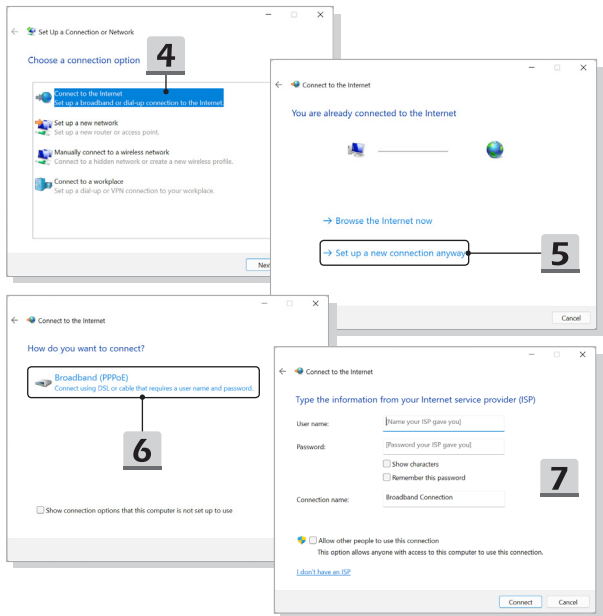 Set Up a Connection or Network
Choose a connection option
4
Connect to the Internet
Set up a broadband or dial-up connection to the Internet.
Set up a new network
Set up a new router or access point.
Manually connect to a wireless network
Connect to a hidden network or create a new wireless profile.
Connect to a workplace
Set up a dial-up or VPN connection to your workplace.
Connect to the Internet
You are already connected to the Internet
→ Browse the Internet now
→ Set up a new connection anyway
5
Cancel
Connect to the Internet
How do you want to connect?
Broadband (PPPoE)
Connect using DSL or cable that requires a user name and password.
6
Show connection options that this computer is not set up to use
Connect to the Internet
Type the information from your Internet service provider (ISP)
User name: [Name your ISP gave you]
Password: [Password your ISP gave you]
Show characters
Remember this password
7
Connection name: Broadband Connection
Allow other people to use this connection
This option allows anyone with access to this computer to use this connection.
I don't have an ISP
Connect Cancel